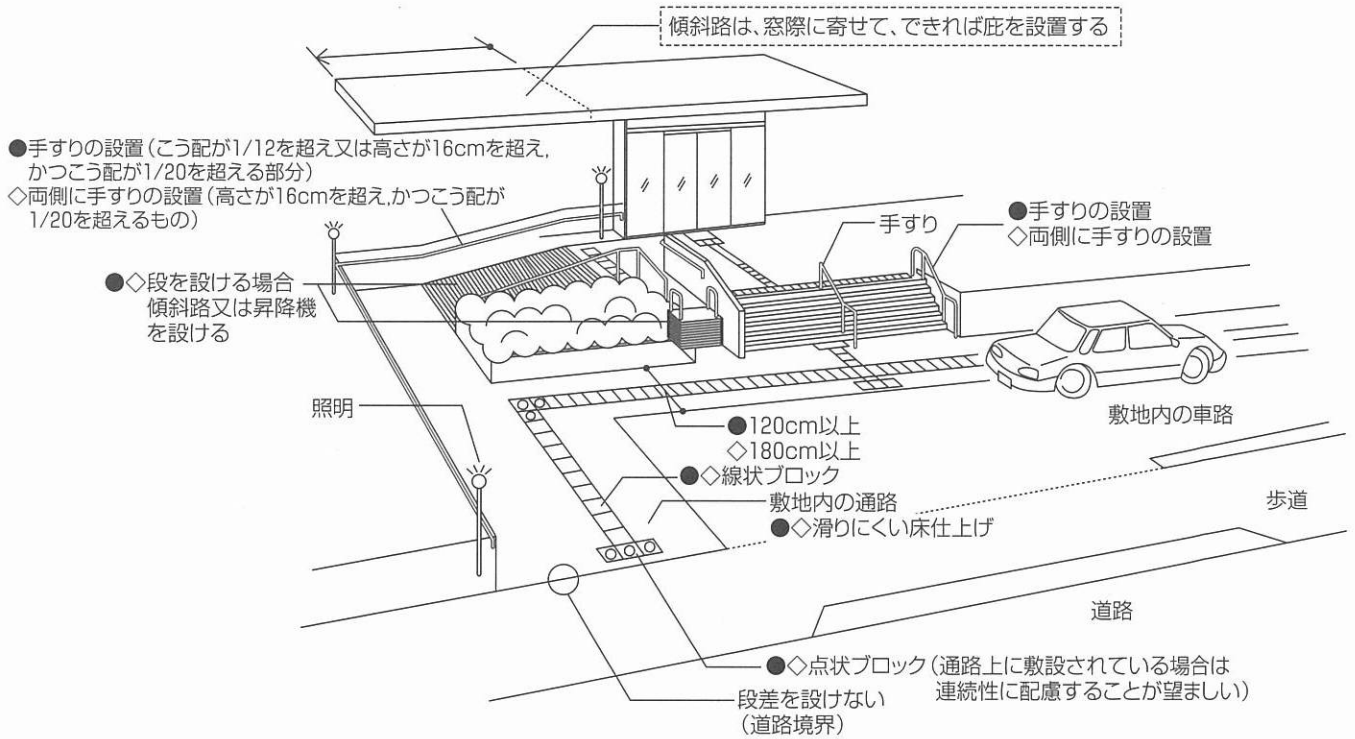 傾斜路は、窓際に寄せて、できれば庇を設置する
●手すりの設置(こう配が1/12を超え又は高さが16cmを超え,
かつこう配が1/20を超える部分)
◇両側に手すりの設置(高さが16cmを超え,かつこう配が
1/20を超えるもの)
手すり
●手すりの設置
◇両側に手すりの設置
●◇段を設ける場合
傾斜路又は昇降機
を設ける
照明
●120cm以上
◇180cm以上
敷地内の車路
●◇線状ブロック
敷地内の通路
●◇滑りにくい床仕上げ
歩道
道路
●◇点状ブロック(通路上に敷設されている場合は
連続性に配慮することが望ましい)
段差を設けない
(道路境界)